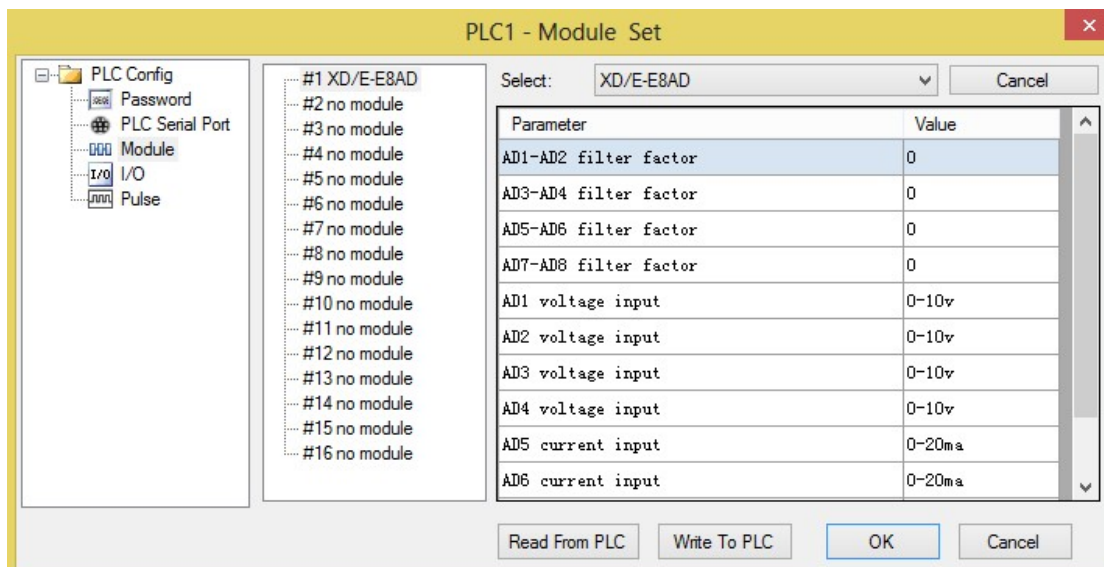 PLC1 - Module Set
PLC Config
Password
PLC Serial Port
Module
I/O I/O
Pulse
#1 XD/E-E8AD
#2 no module
#3 no module
#4 no module
#5 no module
#6 no module
#7 no module
#8 no module
#9 no module
#10 no module
#11 no module
#12 no module
#13 no module
#14 no module
#15 no module
#16 no module
Select: XD/E-E8AD Cancel
Parameter Value
AD1-AD2 filter factor 0
AD3-AD4 filter factor 0
AD5-AD6 filter factor 0
AD7-AD8 filter factor 0
AD1 voltage input 0-10v
AD2 voltage input 0-10v
AD3 voltage input 0-10v
AD4 voltage input 0-10v
AD5 current input 0-20ma
AD6 current input 0-20ma
Read From PLC Write To PLC OK Cancel